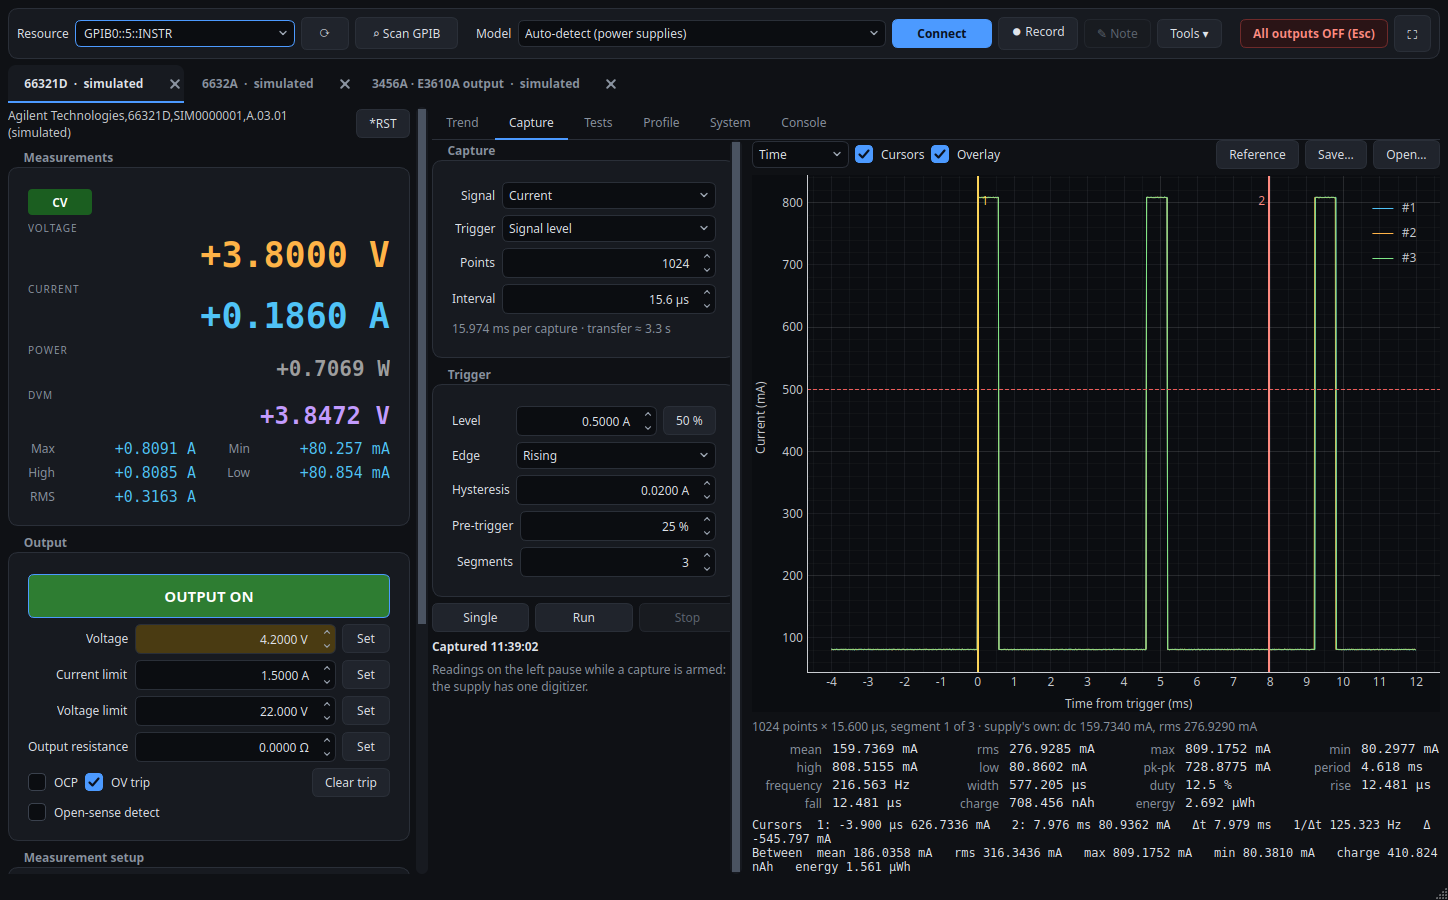 Resource GPIB0::5::INSTR ⟳ ⌕ Scan GPIB Model Auto-detect (power supplies) Connect ● Record ✎ Note Tools ▾ All outputs OFF (Esc) ⛶
66321D · simulated ✕ 6632A · simulated ✕ 3456A · E3610A output · simulated ✕
Agilent Technologies,66321D,SIM0000001,A.03.01
(simulated)
*RST
Measurements
CV
VOLTAGE
+3.8000 V
CURRENT
+0.1860 A
POWER
+0.7069 W
DVM
+3.8472 V
Max +0.8091 A Min +80.257 mA
High +0.8085 A Low +80.854 mA
RMS +0.3163 A
Output
OUTPUT ON
Voltage 4.2000 V Set
Current limit 1.5000 A Set
Voltage limit 22.000 V Set
Output resistance 0.0000 Ω Set
OCP OV trip Clear trip
Open-sense detect
Measurement setup
Trend Capture Tests Profile System Console
Capture
Signal Current
Trigger Signal level
Points 1024
Interval 15.6 µs
15.974 ms per capture · transfer ≈ 3.3 s
Trigger
Level 0.5000 A 50 %
Edge Rising
Hysteresis 0.0200 A
Pre-trigger 25 %
Segments 3
Single Run Stop
Captured 11:39:02
Readings on the left pause while a capture is armed:
the supply has one digitizer.
Time Cursors Overlay Reference Save... Open...
Current (mA)
800
700
600
500
400
300
200
100
1
2
#1
#2
#3
-4 -3 -2 -1 0 1 2 3 4 5 6 7 8 9 10 11 12
Time from trigger (ms)
1024 points × 15.600 µs, segment 1 of 3 · supply's own: dc 159.7340 mA, rms 276.9290 mA
mean 159.7369 mA rms 276.9285 mA max 809.1752 mA min 80.2977 mA
high 808.5155 mA low 80.8602 mA pk-pk 728.8775 mA period 4.618 ms
frequency 216.563 Hz width 577.205 µs duty 12.5 % rise 12.481 µs
fall 12.481 µs charge 708.456 nAh energy 2.692 µWh
Cursors 1: -3.900 µs 626.7336 mA 2: 7.976 ms 80.9362 mA Δt 7.979 ms 1/Δt 125.323 Hz Δ
-545.797 mA
Between mean 186.0358 mA rms 316.3436 mA max 809.1752 mA min 80.3810 mA charge 410.824
nAh energy 1.561 µWh